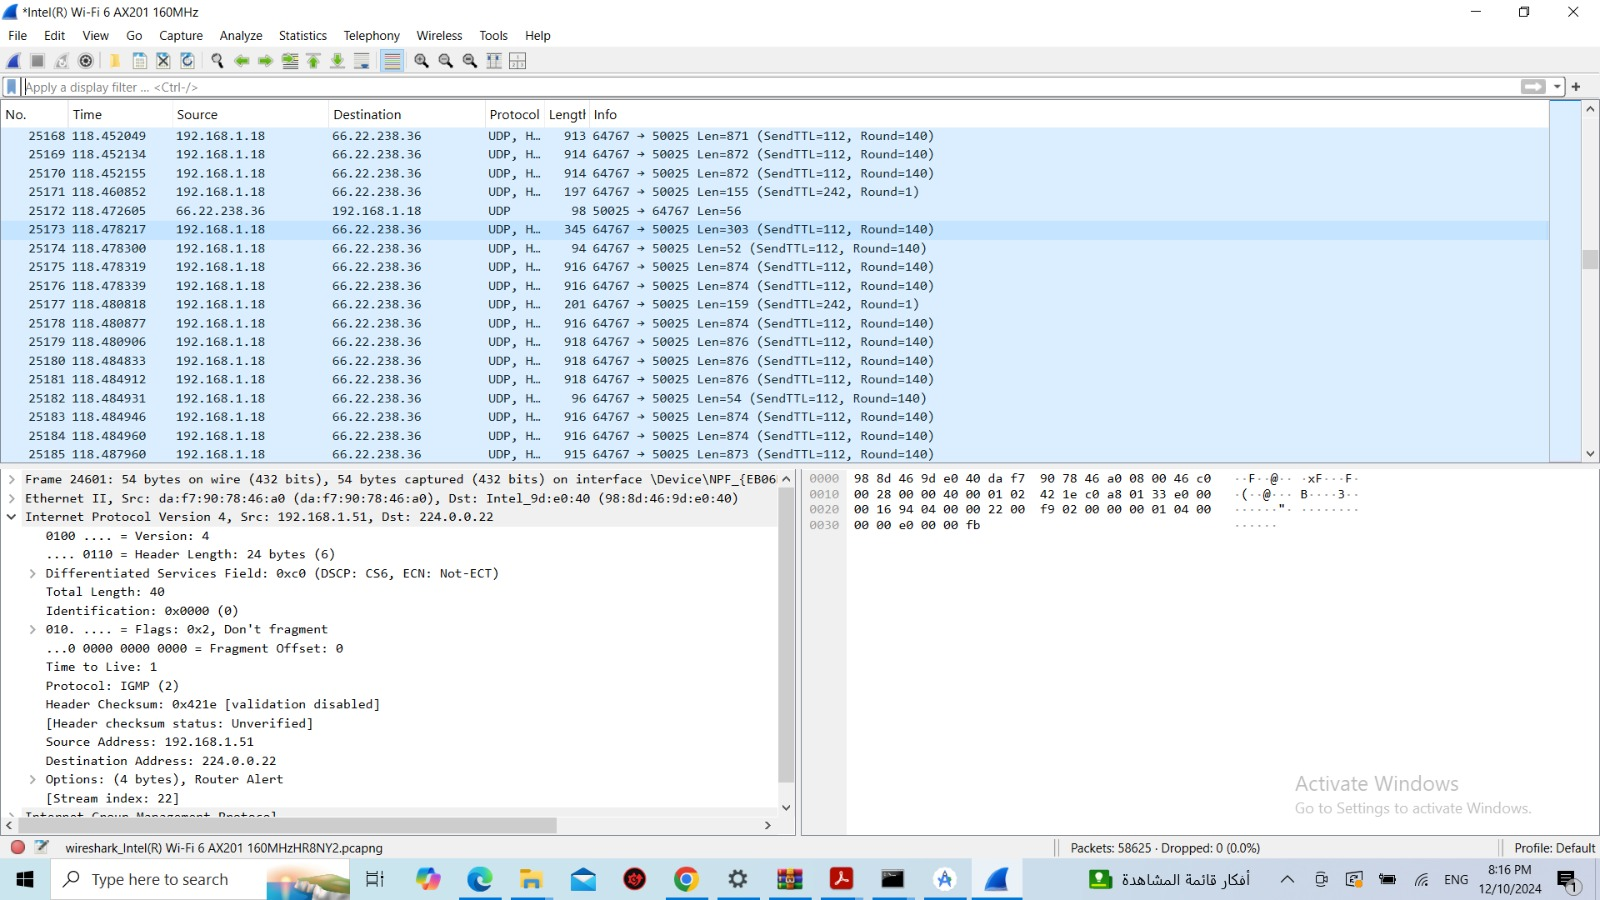 *Intel(R) Wi-Fi 6 AX201 160MHz
File Edit View Go Capture Analyze Statistics Telephony Wireless Tools Help
Apply a display filter ... <Ctrl-/>
No. Time Source Destination Protocol Length Info
25168 118.452049 192.168.1.18 66.22.238.36 UDP, H… 913 64767 → 50025 Len=871 (SendTTL=112, Round=140)
25169 118.452134 192.168.1.18 66.22.238.36 UDP, H… 914 64767 → 50025 Len=872 (SendTTL=112, Round=140)
25170 118.452155 192.168.1.18 66.22.238.36 UDP, H… 914 64767 → 50025 Len=872 (SendTTL=112, Round=140)
25171 118.460852 192.168.1.18 66.22.238.36 UDP, H… 197 64767 → 50025 Len=155 (SendTTL=242, Round=1)
25172 118.472605 66.22.238.36 192.168.1.18 UDP 98 50025 → 64767 Len=56
25173 118.478217 192.168.1.18 66.22.238.36 UDP, H… 345 64767 → 50025 Len=303 (SendTTL=112, Round=140)
25174 118.478300 192.168.1.18 66.22.238.36 UDP, H… 94 64767 → 50025 Len=52 (SendTTL=112, Round=140)
25175 118.478319 192.168.1.18 66.22.238.36 UDP, H… 916 64767 → 50025 Len=874 (SendTTL=112, Round=140)
25176 118.478339 192.168.1.18 66.22.238.36 UDP, H… 916 64767 → 50025 Len=874 (SendTTL=112, Round=140)
25177 118.480818 192.168.1.18 66.22.238.36 UDP, H… 201 64767 → 50025 Len=159 (SendTTL=242, Round=1)
25178 118.480877 192.168.1.18 66.22.238.36 UDP, H… 916 64767 → 50025 Len=874 (SendTTL=112, Round=140)
25179 118.480906 192.168.1.18 66.22.238.36 UDP, H… 918 64767 → 50025 Len=876 (SendTTL=112, Round=140)
25180 118.484833 192.168.1.18 66.22.238.36 UDP, H… 918 64767 → 50025 Len=876 (SendTTL=112, Round=140)
25181 118.484912 192.168.1.18 66.22.238.36 UDP, H… 918 64767 → 50025 Len=876 (SendTTL=112, Round=140)
25182 118.484931 192.168.1.18 66.22.238.36 UDP, H… 96 64767 → 50025 Len=54 (SendTTL=112, Round=140)
25183 118.484946 192.168.1.18 66.22.238.36 UDP, H… 916 64767 → 50025 Len=874 (SendTTL=112, Round=140)
25184 118.484960 192.168.1.18 66.22.238.36 UDP, H… 916 64767 → 50025 Len=874 (SendTTL=112, Round=140)
25185 118.487960 192.168.1.18 66.22.238.36 UDP, H… 915 64767 → 50025 Len=873 (SendTTL=112, Round=140)
Frame 24601: 54 bytes on wire (432 bits), 54 bytes captured (432 bits) on interface \Device\NPF_{EB06
Ethernet II, Src: da:f7:90:78:46:a0 (da:f7:90:78:46:a0), Dst: Intel_9d:e0:40 (98:8d:46:9d:e0:40)
Internet Protocol Version 4, Src: 192.168.1.51, Dst: 224.0.0.22
0100 .... = Version: 4
.... 0110 = Header Length: 24 bytes (6)
Differentiated Services Field: 0xc0 (DSCP: CS6, ECN: Not-ECT)
Total Length: 40
Identification: 0x0000 (0)
010. .... = Flags: 0x2, Don't fragment
...0 0000 0000 0000 = Fragment Offset: 0
Time to Live: 1
Protocol: IGMP (2)
Header Checksum: 0x421e [validation disabled]
[Header checksum status: Unverified]
Source Address: 192.168.1.51
Destination Address: 224.0.0.22
Options: (4 bytes), Router Alert
[Stream index: 22]
Internet Group Management Protocol
0000 98 8d 46 9d e0 40 da f7 90 78 46 a0 08 00 46 c0 ··F··@·· ·xF···F·
0010 00 28 00 00 40 00 01 02 42 1e c0 a8 01 33 e0 00 ·(··@··· B····3··
0020 00 16 94 04 00 00 22 00 f9 02 00 00 00 01 04 00 ······"· ········
0030 00 00 e0 00 00 fb ······
Activate Windows
Go to Settings to activate Windows.
wireshark_Intel(R) Wi-Fi 6 AX201 160MHzHR8NY2.pcapng Packets: 58625 · Dropped: 0 (0.0%) Profile: Default
Type here to search أفكار قائمة المشاهدة ENG 8:16 PM
12/10/2024
1